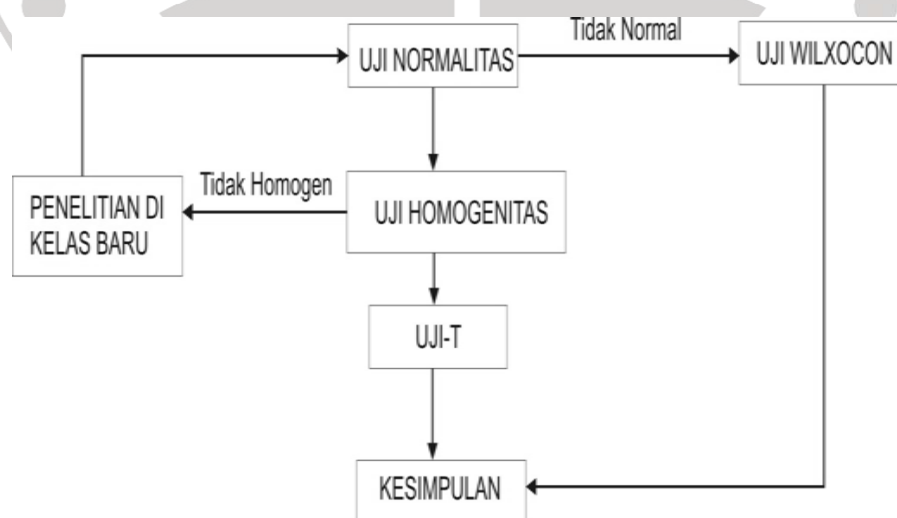 Tidak Normal
UJI NORMALITAS
UJI WILXOCON
Tidak Homogen
PENELITIAN DI
KELAS BARU
UJI HOMOGENITAS
UJI-T
KESIMPULAN